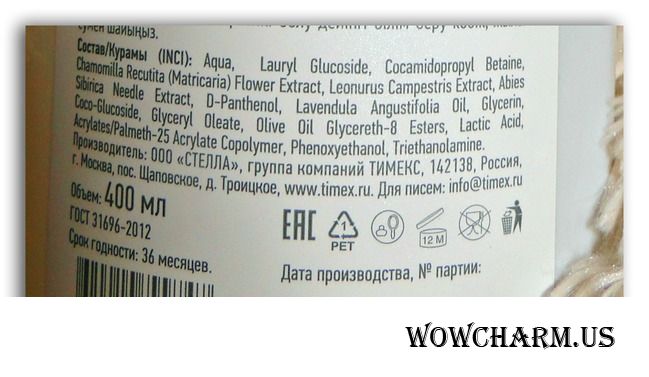 сумен шайыңыз.
Состав/Курамы (INCI): Aqua, Lauryl Glucoside, Cocamidopropyl Betaine,
Chamomilla Recutita (Matricaria) Flower Extract, Leonurus Campestris Extract, Abies
Sibirica Needle Extract, D-Panthenol, Lavendula Angustifolia Oil, Glycerin,
Coco-Glucoside, Glyceryl Oleate, Olive Oil Glycereth-8 Esters, Lactic Acid,
Acrylates/Palmeth-25 Acrylate Copolymer, Phenoxyethanol, Triethanolamine.
Производитель: ООО «СТЕЛЛА», группа компаний ТИМЕКС, 142138, Россия,
г. Москва, пос. Щаповское, д. Троицкое, www.timex.ru. Для писем: info@timex.ru
Объем: 400 МЛ
ГОСТ 31696-2012
Срок годности: 36 месяцев.
EAC 1 PET 12 M
Дата производства, № партии:
WOWCHARM.US